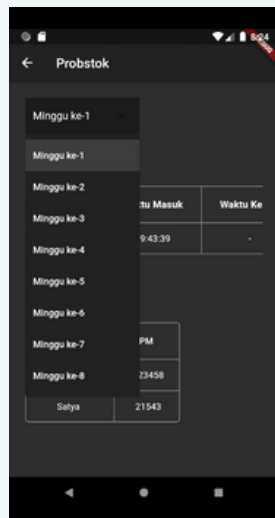 8:24
Probstok
Minggu ke-1
Minggu ke-1
Minggu ke-2
Minggu ke-3
tu Masuk Waktu Ke
Minggu ke-4
9:43:39 -
Minggu ke-5
Minggu ke-6
Minggu ke-7
PM
Minggu ke-8
23458
Satya 21543